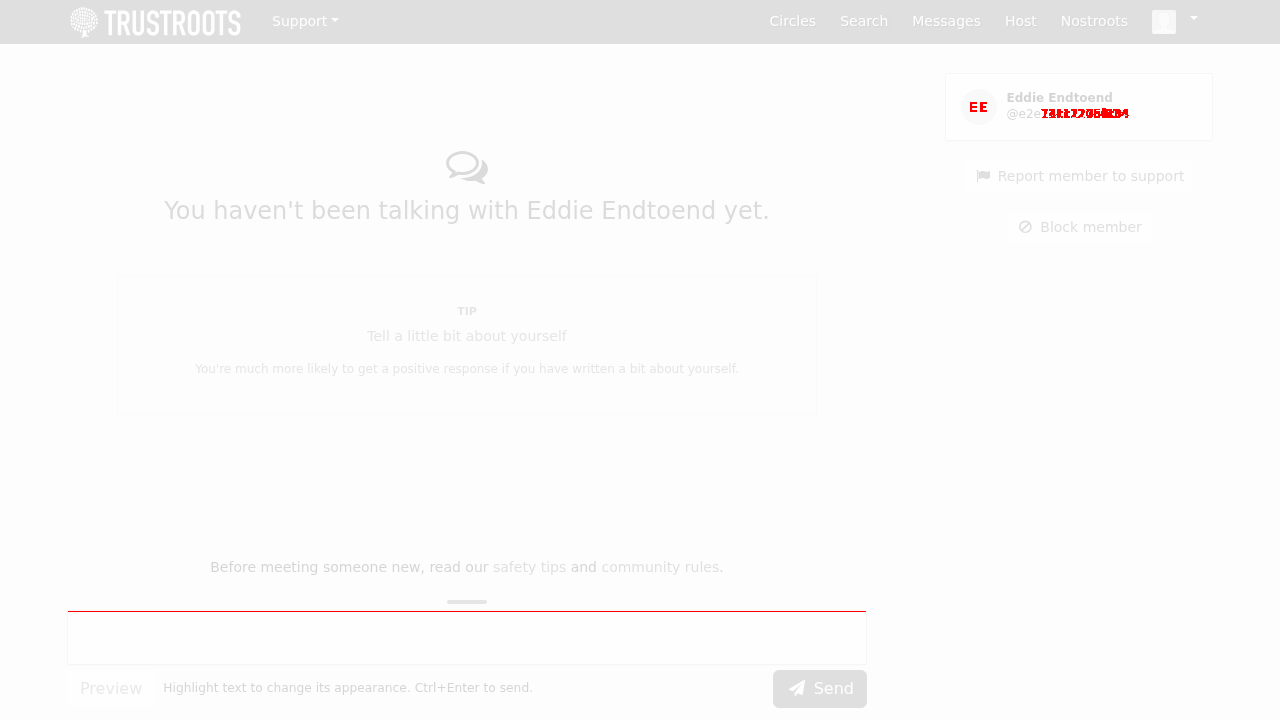 TRUSTROOTS
Support
Circles
Search
Messages
Host
Nostroots
EE
Eddie Endtoend
Report member to support
Block member
You haven't been talking with Eddie Endtoend yet.
TIP
Tell a little bit about yourself
You're much more likely to get a positive response if you have written a bit about yourself.
Before meeting someone new, read our safety tips and community rules.
Preview
Highlight text to change its appearance. Ctrl+Enter to send.
Send